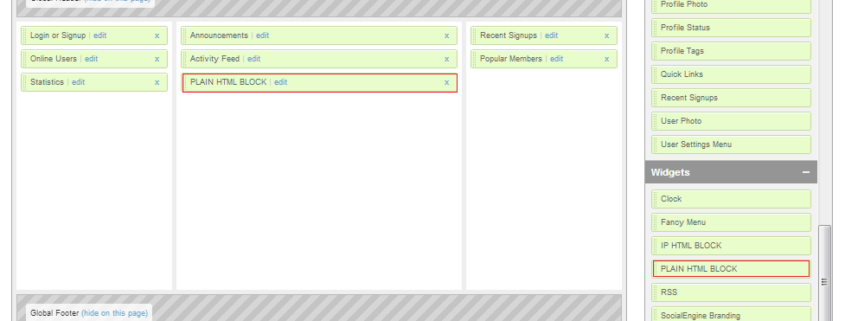 Global Header (hide on this page)
Login or Signup | edit x
Online Users | edit x
Statistics | edit x
Announcements | edit x
Activity Feed | edit x
PLAIN HTML BLOCK | edit x
Recent Signups | edit x
Popular Members | edit x
Global Footer (hide on this page)
Profile Photo
Profile Status
Profile Tags
Quick Links
Recent Signups
User Photo
User Settings Menu
Widgets –
Clock
Fancy Menu
IP HTML BLOCK
PLAIN HTML BLOCK
RSS
SocialEngine Branding